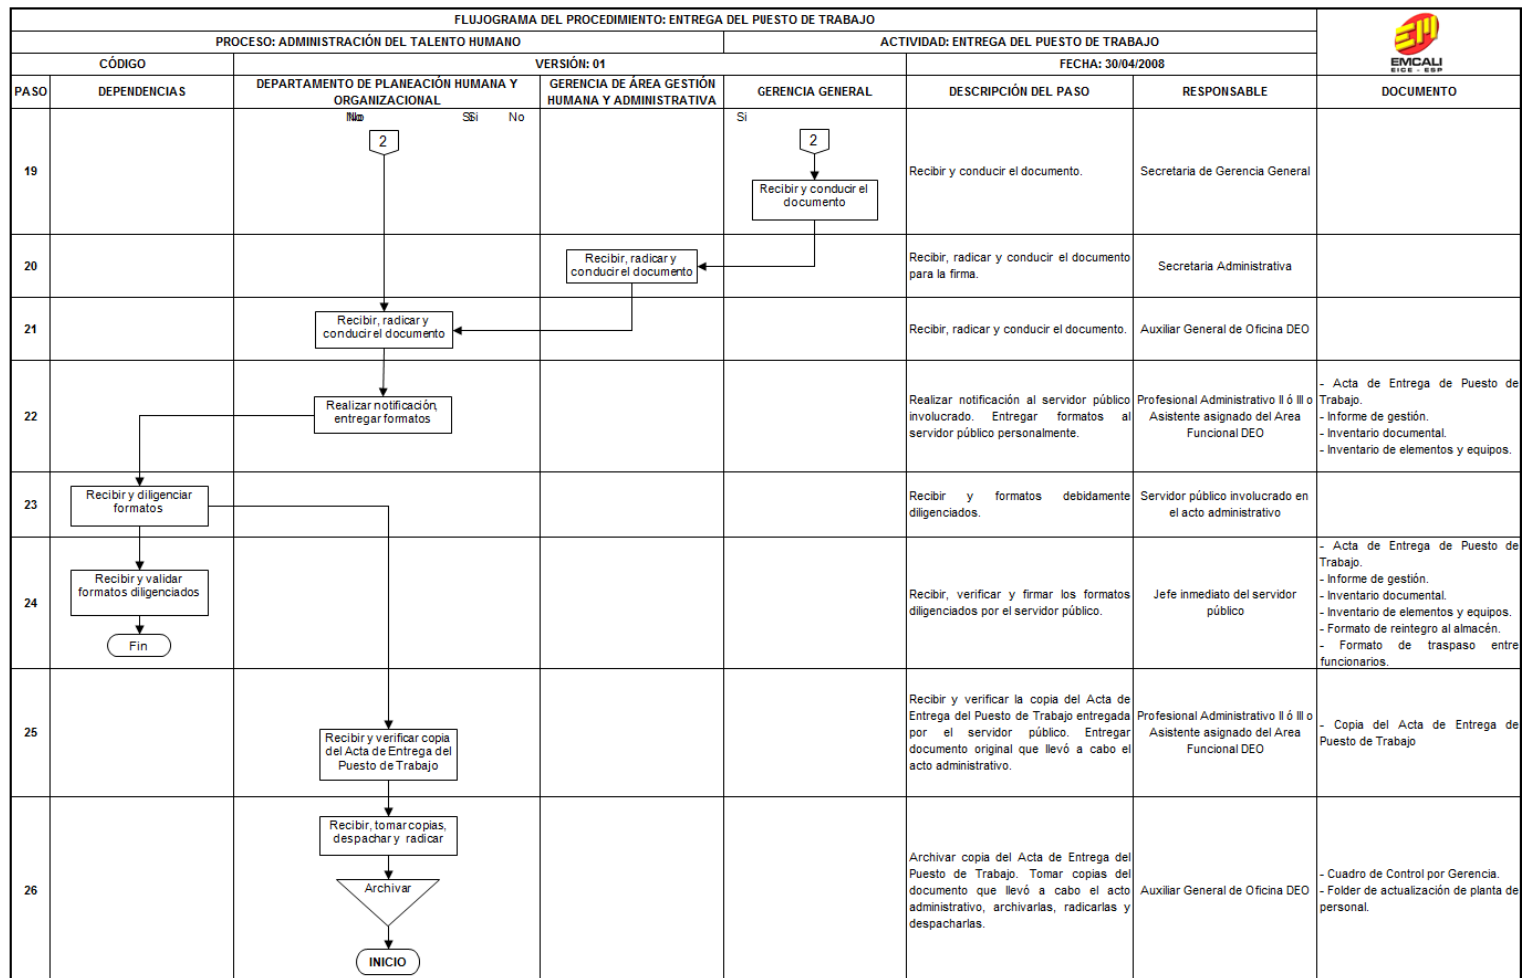 FLUJOGRAMA DEL PROCEDIMIENTO: ENTREGA DEL PUESTO DE TRABAJO
PROCESO: ADMINISTRACIÓN DEL TALENTO HUMANO
ACTIVIDAD: ENTREGA DEL PUESTO DE TRABAJO
EM
EMCALI
EICE - ESP
CÓDIGO
VERSIÓN: 01
FECHA: 30/04/2008
PASO
DEPENDENCIAS
DEPARTAMENTO DE PLANEACIÓN HUMANA Y
ORGANIZACIONAL
GERENCIA DE ÁREA GESTIÓN
HUMANA Y ADMINISTRATIVA
GERENCIA GENERAL
DESCRIPCIÓN DEL PASO
RESPONSABLE
DOCUMENTO
No
Si
No
Si
19
2
2
Recibir y conducir el
documento
Recibir y conducir el documento.
Secretaria de Gerencia General
20
Recibir, radicar y
conducir el documento
Recibir, radicar y conducir el documento
para la firma.
Secretaria Administrativa
21
Recibir, radicar y
conducir el documento
Recibir, radicar y conducir el documento.
Auxiliar General de Oficina DEO
22
Realizar notificación,
entregar formatos
Realizar notificación al servidor público
involucrado. Entregar formatos al
servidor público personalmente.
Profesional Administrativo II ó III o
Asistente asignado del Area
Funcional DEO
- Acta de Entrega de Puesto de
Trabajo.
- Informe de gestión.
- Inventario documental.
- Inventario de elementos y equipos.
23
Recibir y diligenciar
formatos
Recibir y formatos debidamente
diligenciados.
Servidor público involucrado en
el acto administrativo
24
Recibir y validar
formatos diligenciados
Fin
Recibir, verificar y firmar los formatos
diligenciados por el servidor público.
Jefe inmediato del servidor
público
- Acta de Entrega de Puesto de
Trabajo.
- Informe de gestión.
- Inventario documental.
- Inventario de elementos y equipos.
- Formato de reintegro al almacén.
- Formato de traspaso entre
funcionarios.
25
Recibir y verificar copia
del Acta de Entrega del
Puesto de Trabajo
Recibir y verificar la copia del Acta de
Entrega del Puesto de Trabajo entregada
por el servidor público. Entregar
documento original que llevó a cabo el
acto administrativo.
Profesional Administrativo II ó III o
Asistente asignado del Area
Funcional DEO
- Copia del Acta de Entrega de
Puesto de Trabajo
26
Recibir, tomar copias,
despachar y radicar
Archivar
INICIO
Archivar copia del Acta de Entrega del
Puesto de Trabajo. Tomar copias del
documento que llevó a cabo el acto
administrativo, archivarlas, radicarlas y
despacharlas.
Auxiliar General de Oficina DEO
- Cuadro de Control por Gerencia.
- Folder de actualización de planta de
personal.